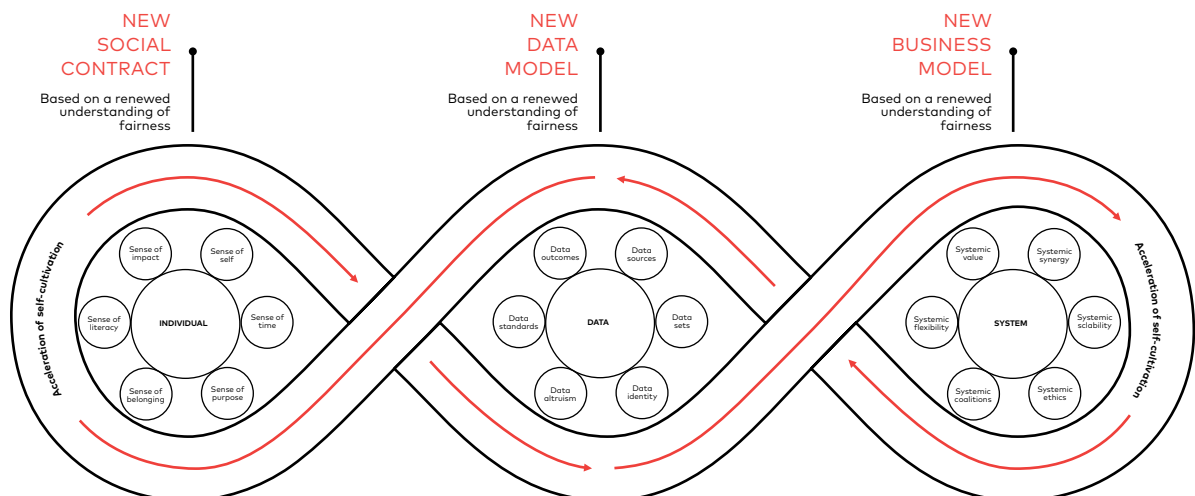 NEW
SOCIAL
CONTRACT
Based on a renewed
understanding of
fairness
NEW
DATA
MODEL
Based on a renewed
understanding of
fairness
NEW
BUSINESS
MODEL
Based on a renewed
understanding of
fairness
Acceleration of self-cultivation
Sense of
impact
Sense of
self
Sense of
literacy
INDIVIDUAL
Sense of
time
Sense of
belonging
Sense of
purpose
Data
outcomes
Data
sources
Data
standards
DATA
Data
sets
Data
altruism
Data
identity
Systemic
value
Systemic
synergy
Systemic
flexibility
SYSTEM
Systemic
sclability
Systemic
coalitions
Systemic
ethics
Acceleration of self-cultivation